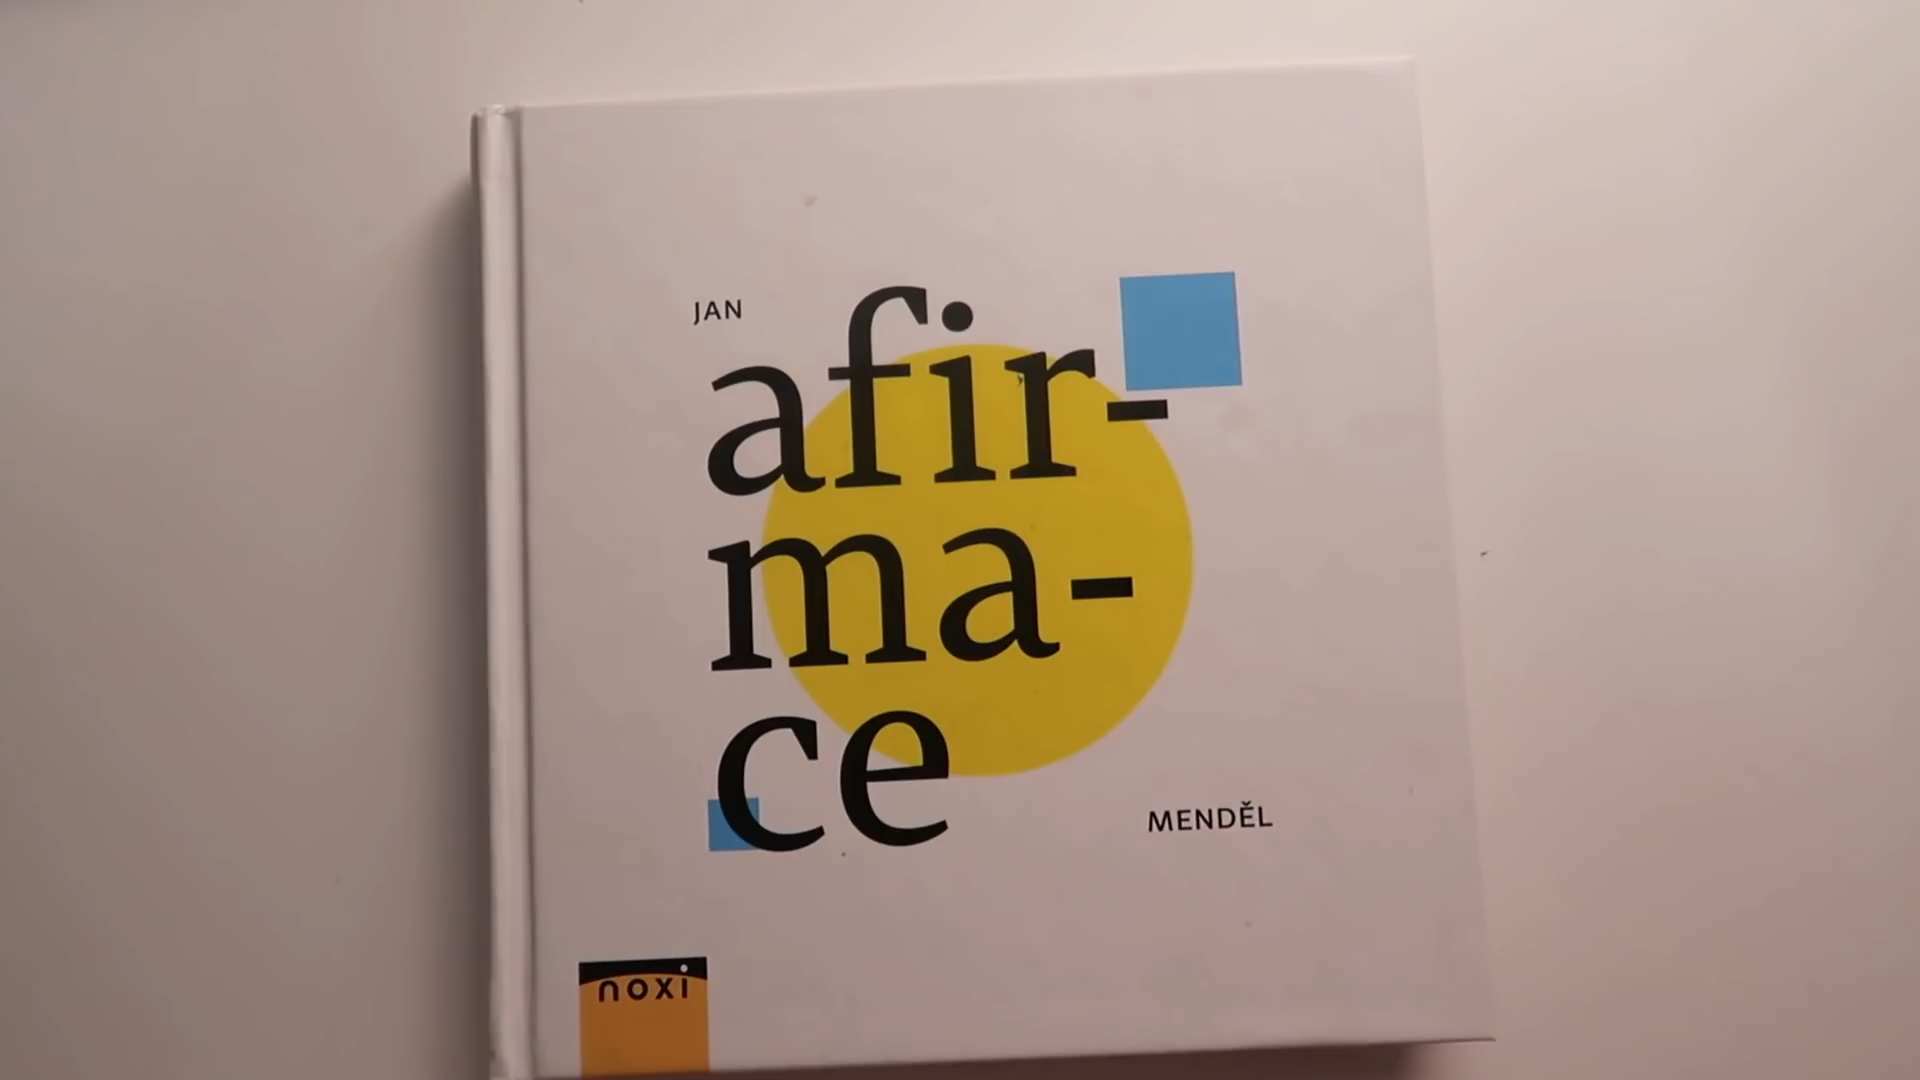 JAN
afir-
ma-
ce
MENDĚL
noxi